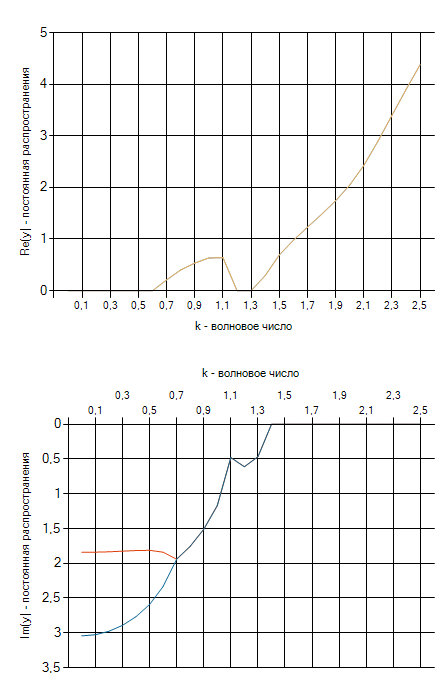 5
4
3
2
1
0
Re(y| - постоянная распространения
0,1 0,3 0,5 0,7 0,9 1,1 1,3 1,5 1,7 1,9 2,1 2,3 2,5
k - волновое число
k - волновое число
0,3 0,7 1,1 1,5 1,9 2,3
0,1 0,5 0,9 1,3 1,7 2,1 2,5
0
0,5
1
1,5
2
2,5
3
3,5
Im(y| - постоянная распространения